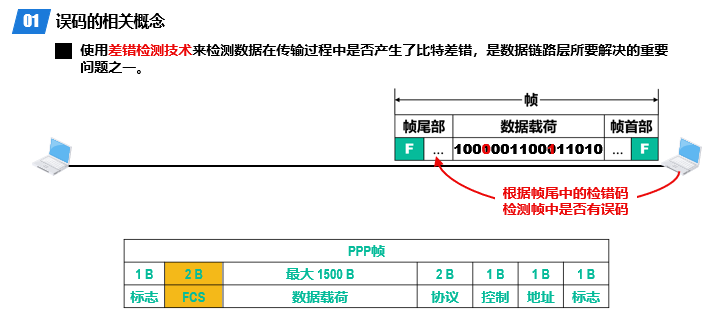 01 误码的相关概念
使用差错检测技术来检测数据在传输过程中是否产生了比特差错，是数据链路层所要解决的重要
问题之一。
帧
帧尾部 数据载荷 帧首部
F ... 1000001100111010 ... F
根据帧尾中的检错码
检测帧中是否有误码
PPP帧
1 B 2 B 最大 1500 B 2 B 1 B 1 B 1 B
标志 FCS 数据载荷 协议 控制 地址 标志